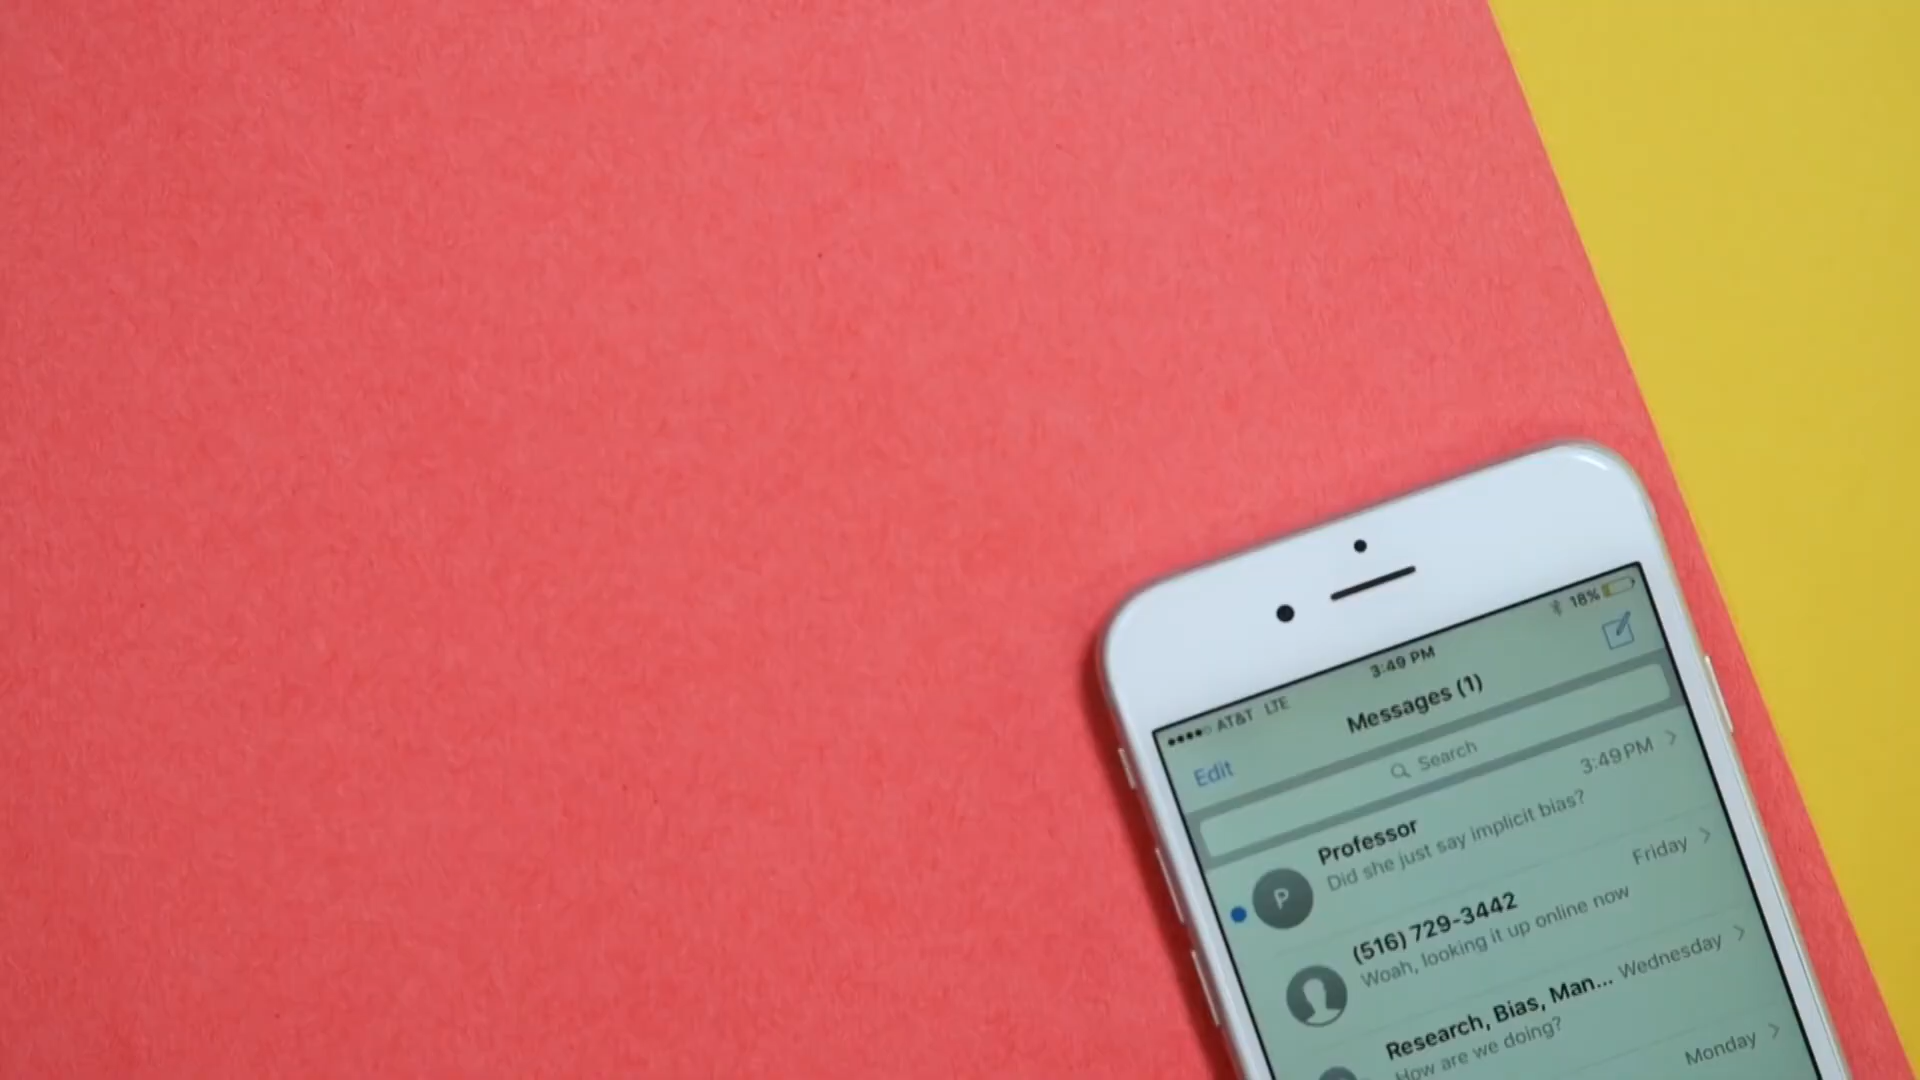 AT&T LTE 3:49 PM 18%
Edit Messages (1)
Search
Professor 3:49 PM
Did she just say implicit bias?
P
(516) 729-3442 Friday
Woah, looking it up online now
Research, Bias, Man... Wednesday
How are we doing?
Monday